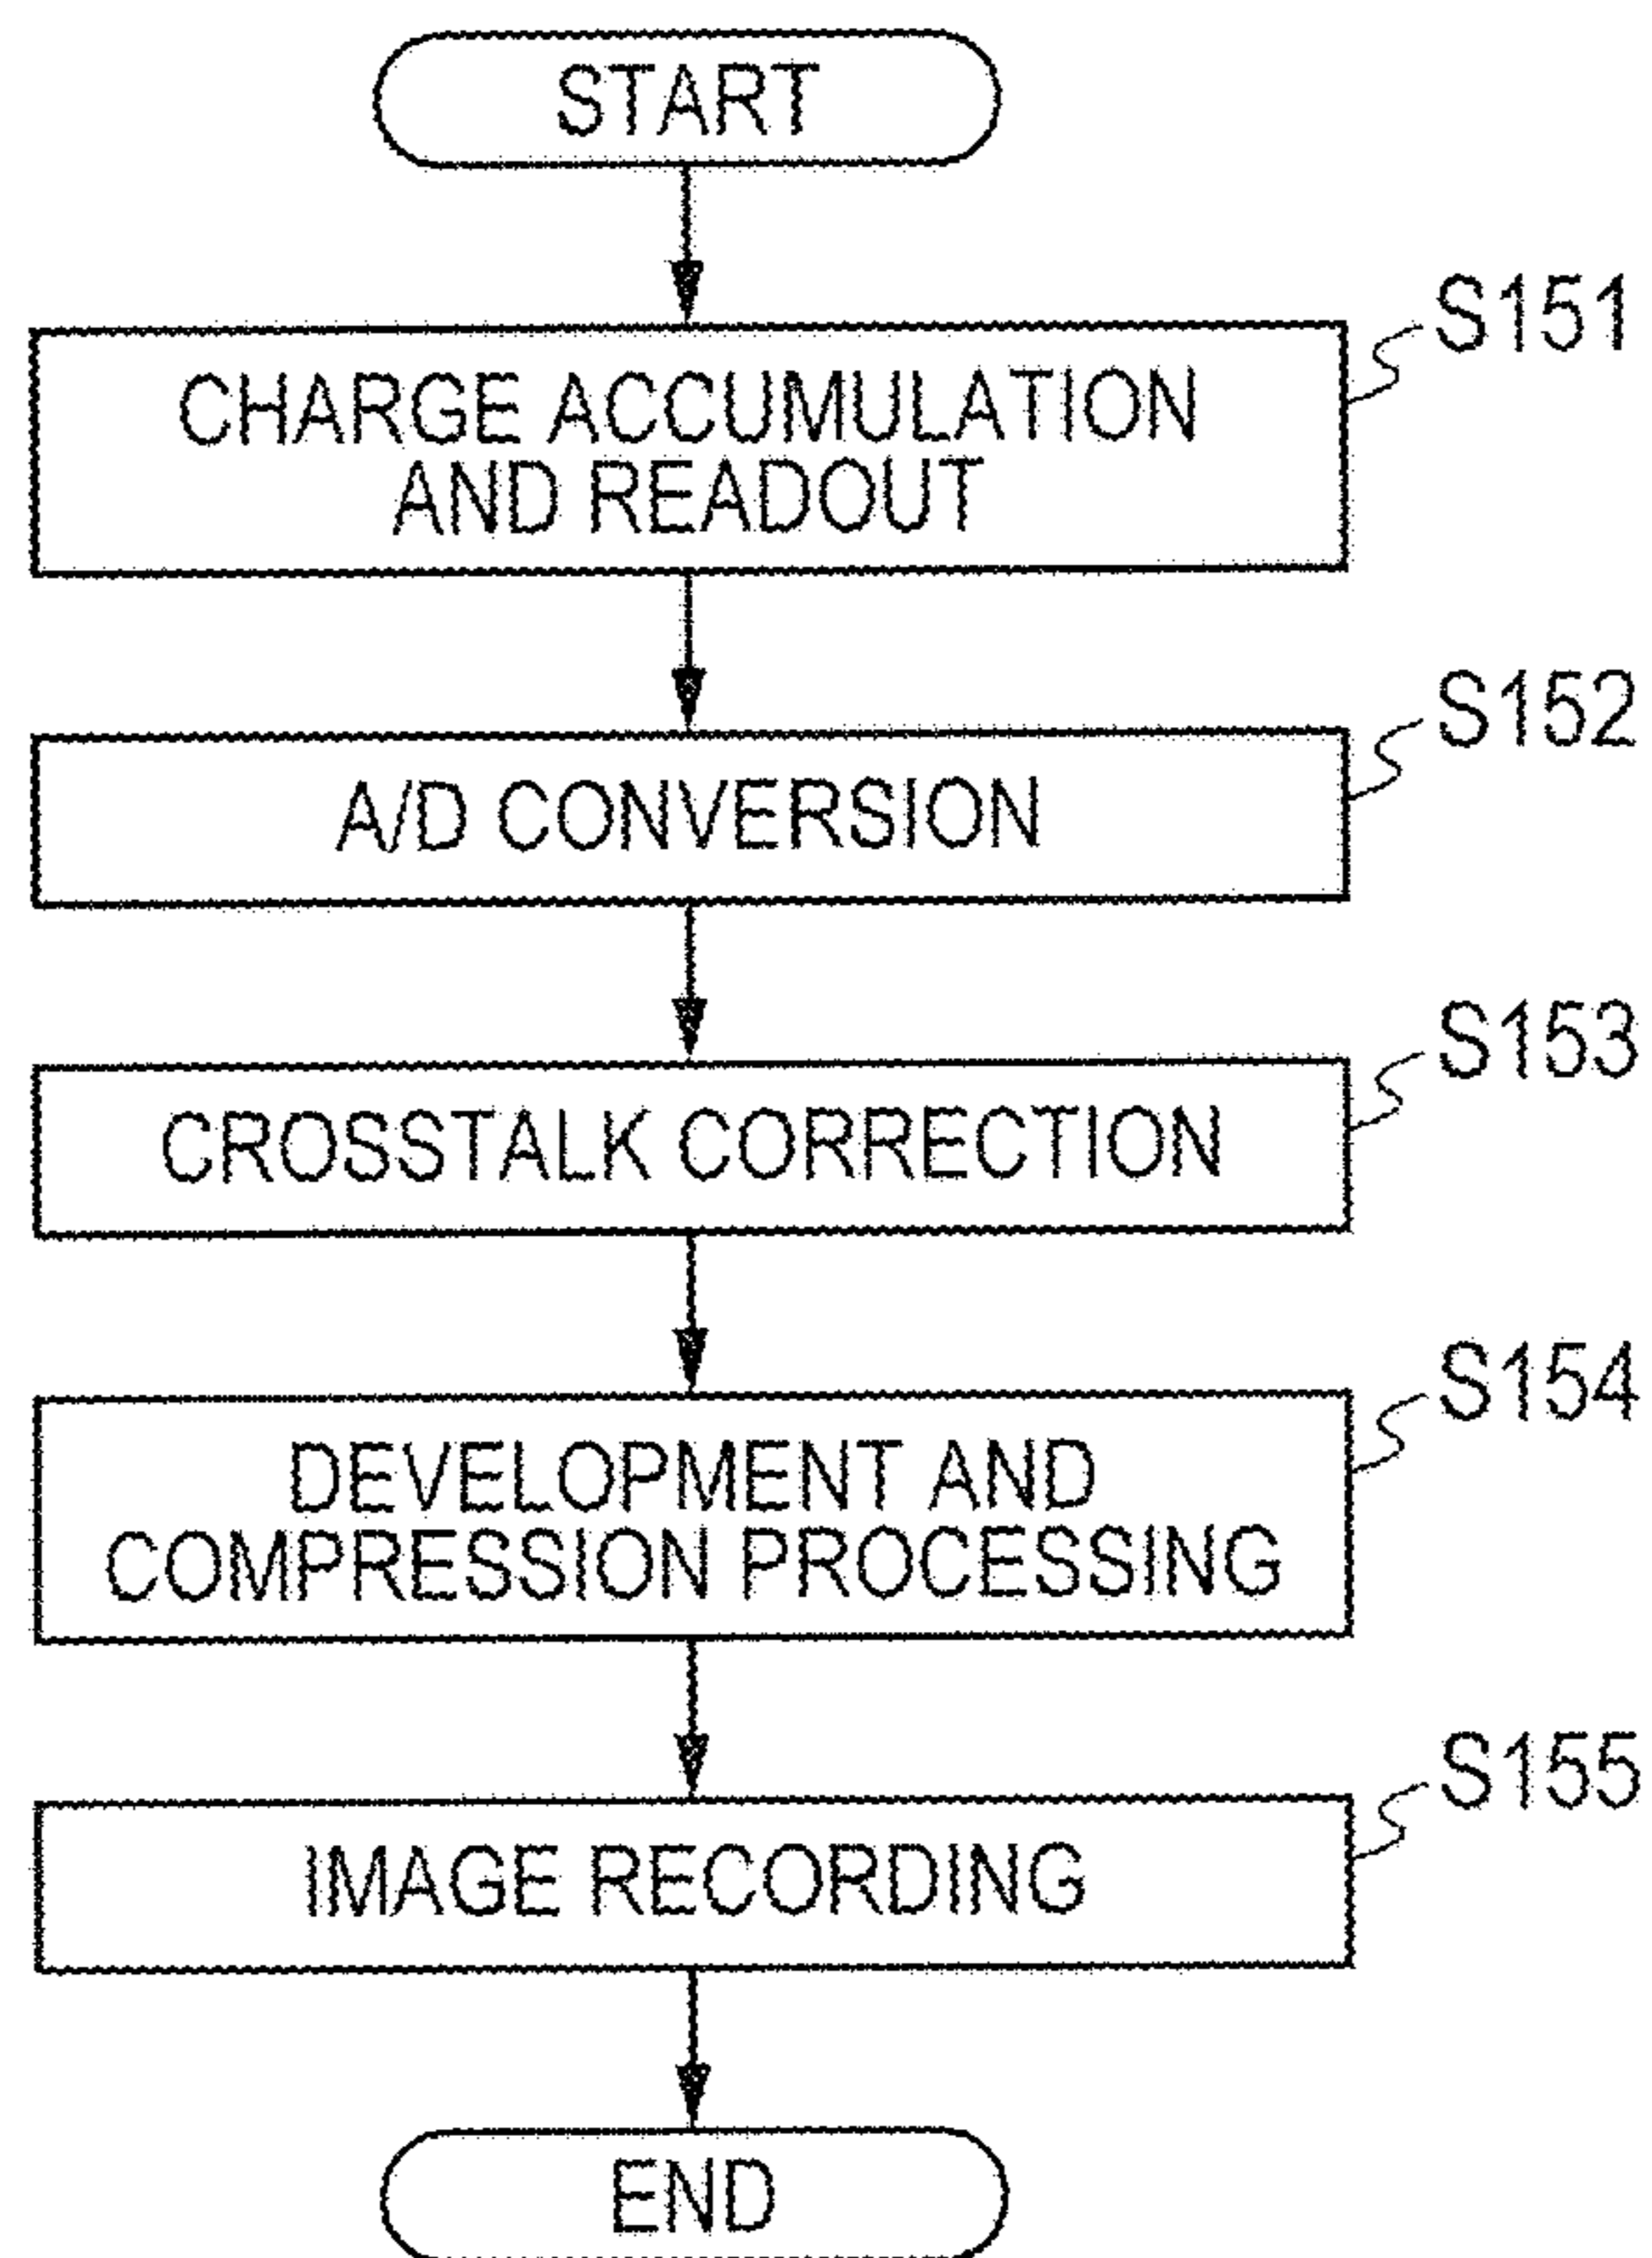 START
S151
CHARGE ACCUMULATION
AND READOUT
S152
A/D CONVERSION
S153
CROSSTALK CORRECTION
S154
DEVELOPMENT AND
COMPRESSION PROCESSING
S155
IMAGE RECORDING
END